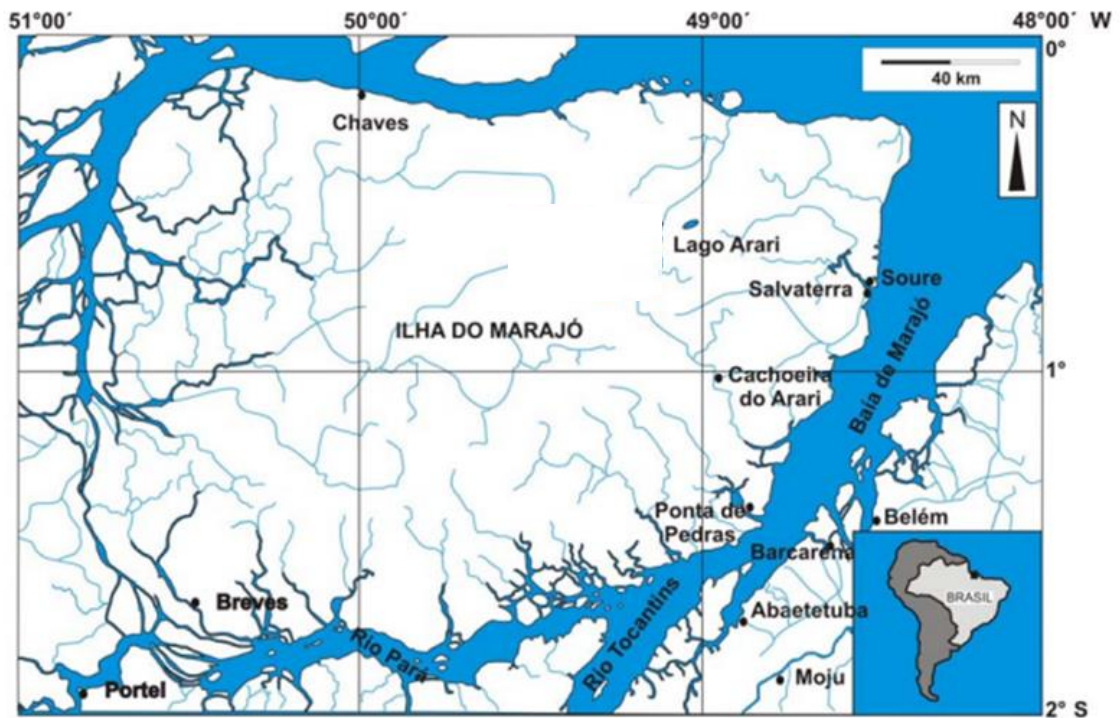 51°00´
50°00´
49°00´
48°00´ W
0°
40 km
N
Chaves
Lago Arari
Soure
Salvaterra
Baía de Marajó
ILHA DO MARAJÓ
1°
Cachoeira
do Arari
Ponta de
Pedras
Belém
Barcarena
BRASIL
Breves
Abaetetuba
Rio Tocantins
Rio Pará
Portel
Moju
2° S